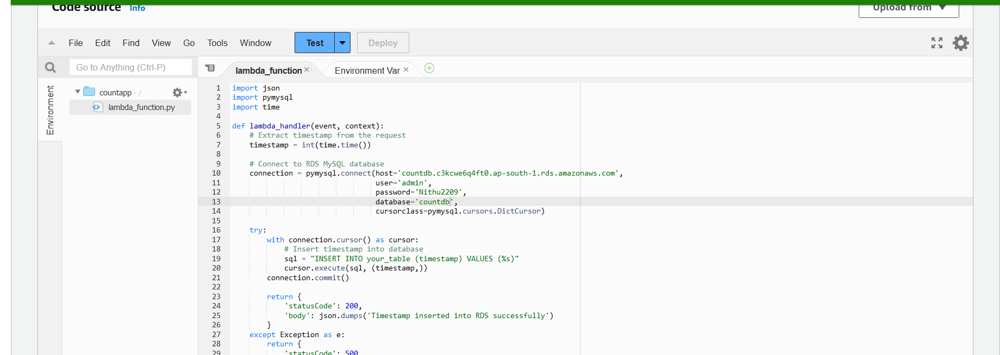 Code source Info
Upload from
File Edit Find View Go Tools Window Test Deploy
Go to Anything (Ctrl-P)
lambda_function Environment Var
Environment
countapp - /
lambda_function.py
1 import json
2 import pymysql
3 import time
4
5 def lambda_handler(event, context):
6 # Extract timestamp from the request
7 timestamp = int(time.time())
8
9 # Connect to RDS MySQL database
10 connection = pymysql.connect(host='countdb.c3kcwe6q4ft0.ap-south-1.rds.amazonaws.com',
11 user='admin',
12 password='Nithu2209',
13 database='countdb',
14 cursorclass=pymysql.cursors.DictCursor)
15
16 try:
17 with connection.cursor() as cursor:
18 # Insert timestamp into database
19 sql = "INSERT INTO your_table (timestamp) VALUES (%s)"
20 cursor.execute(sql, (timestamp,))
21 connection.commit()
22
23 return {
24 'statusCode': 200,
25 'body': json.dumps('Timestamp inserted into RDS successfully')
26 }
27 except Exception as e:
28 return {
29 'statusCode': 500